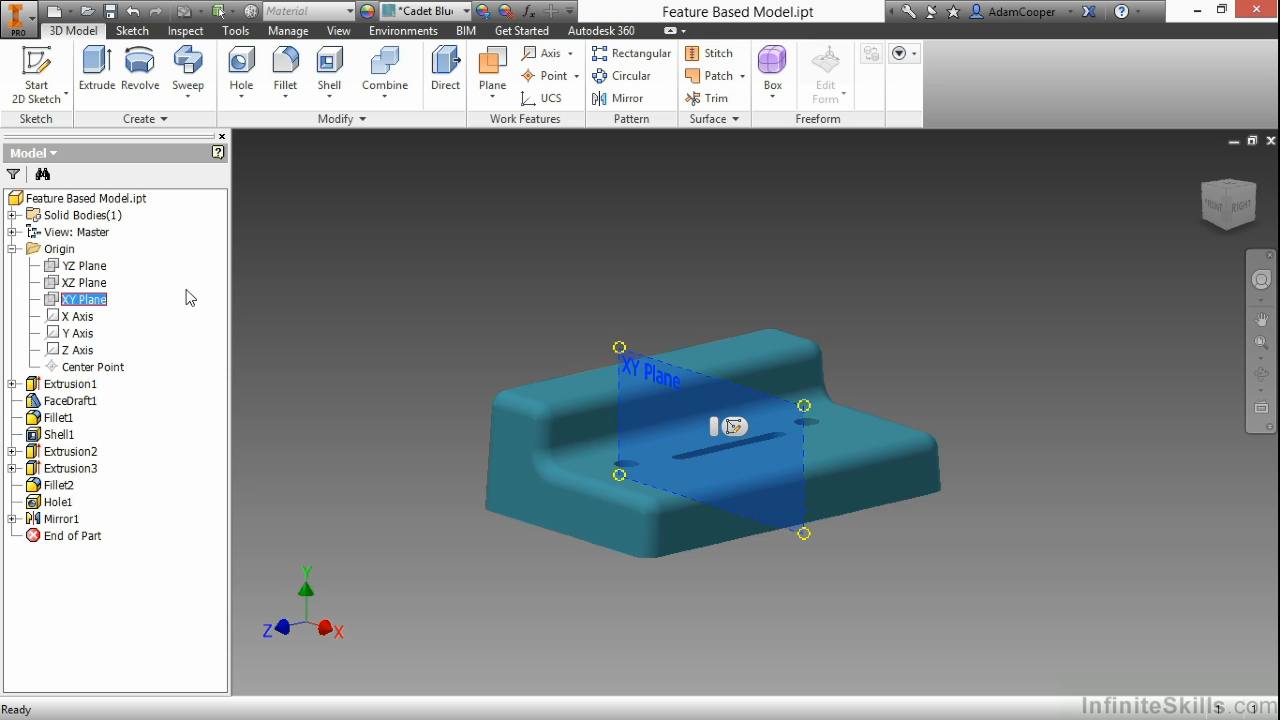 Material
*Cadet Blu
Feature Based Model.ipt
AdamCooper
PRO
3D Model
Sketch
Inspect
Tools
Manage
View
Environments
BIM
Get Started
Autodesk 360
Start
2D Sketch
Extrude
Revolve
Sweep
Hole
Fillet
Shell
Combine
Direct
Plane
Axis
Point
UCS
Rectangular
Circular
Mirror
Stitch
Patch
Trim
Box
Edit
Form
Sketch
Create
Modify
Work Features
Pattern
Surface
Freeform
Model
Feature Based Model.ipt
Solid Bodies(1)
View: Master
Origin
YZ Plane
XZ Plane
XY Plane
X Axis
Y Axis
Z Axis
Center Point
Extrusion1
FaceDraft1
Fillet1
Shell1
Extrusion2
Extrusion3
Fillet2
Hole1
Mirror1
End of Part
FRONT
RIGHT
XY Plane
Y
Z
X
Ready
1
1
InfiniteSkills.com